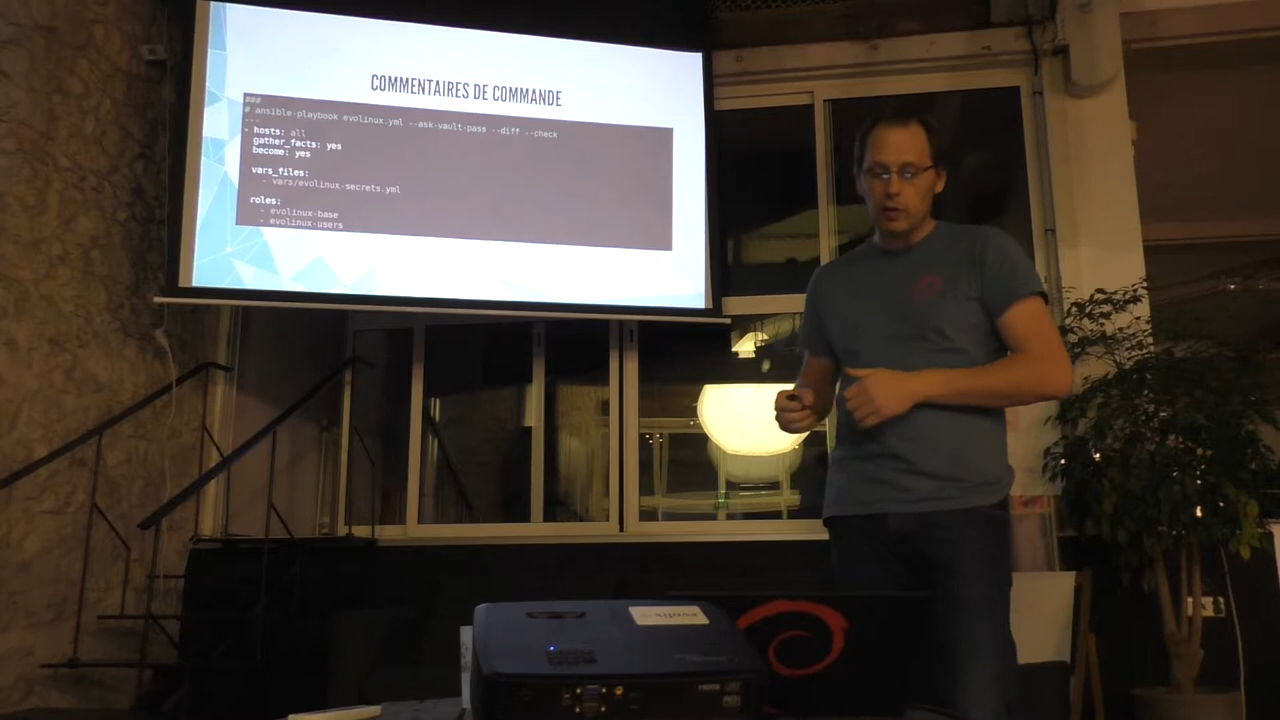 COMMENTAIRES DE COMMANDE
###
# ansible-playbook evolinux.yml --ask-vault-pass --diff --check
---
- hosts: all
gather_facts: yes
become: yes
vars_files:
- vars/evolinux-secrets.yml
roles:
- evolinux-base
- evolinux-users
HDMI